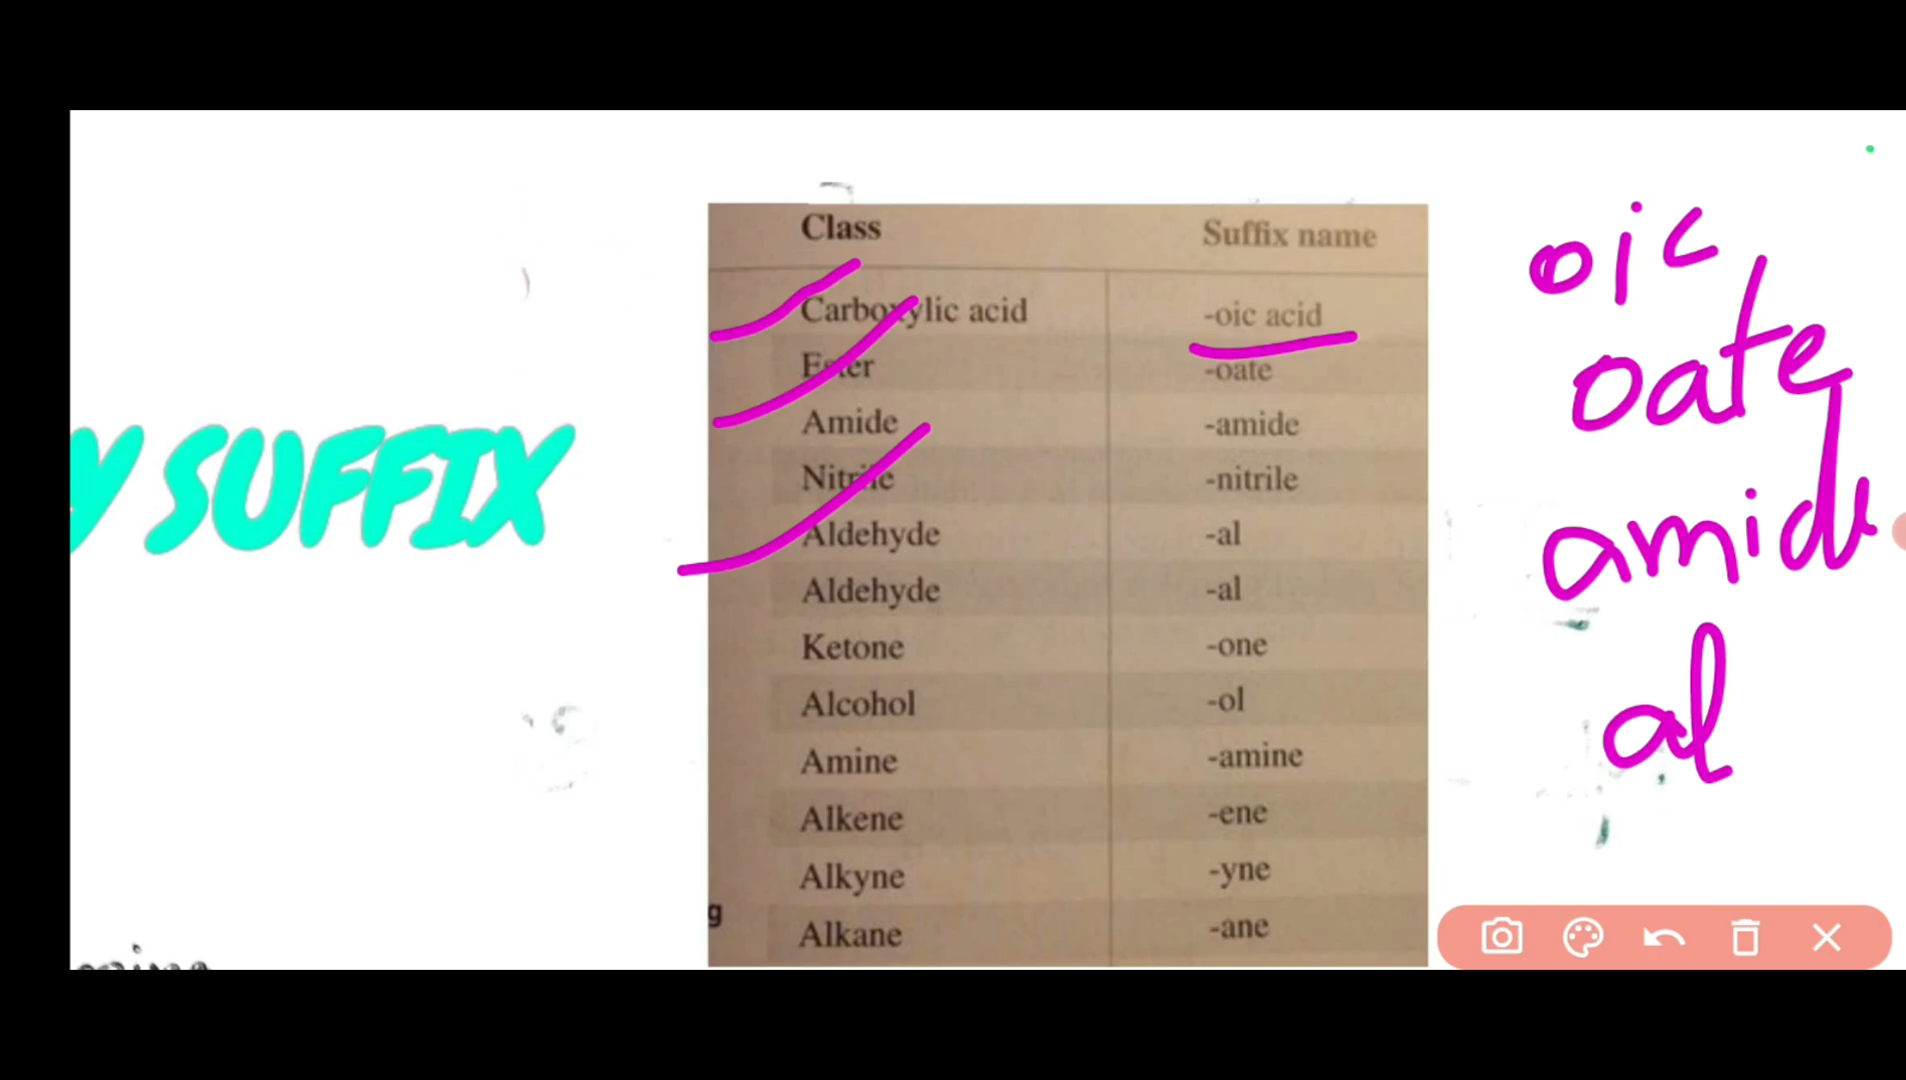 Y SUFFIX
Class Suffix name
Carboxylic acid -oic acid
Ester -oate
Amide -amide
Nitrile -nitrile
Aldehyde -al
Aldehyde -al
Ketone -one
Alcohol -ol
Amine -amine
Alkene -ene
Alkyne -yne
Alkane -ane
g
oic
oate
amide
al